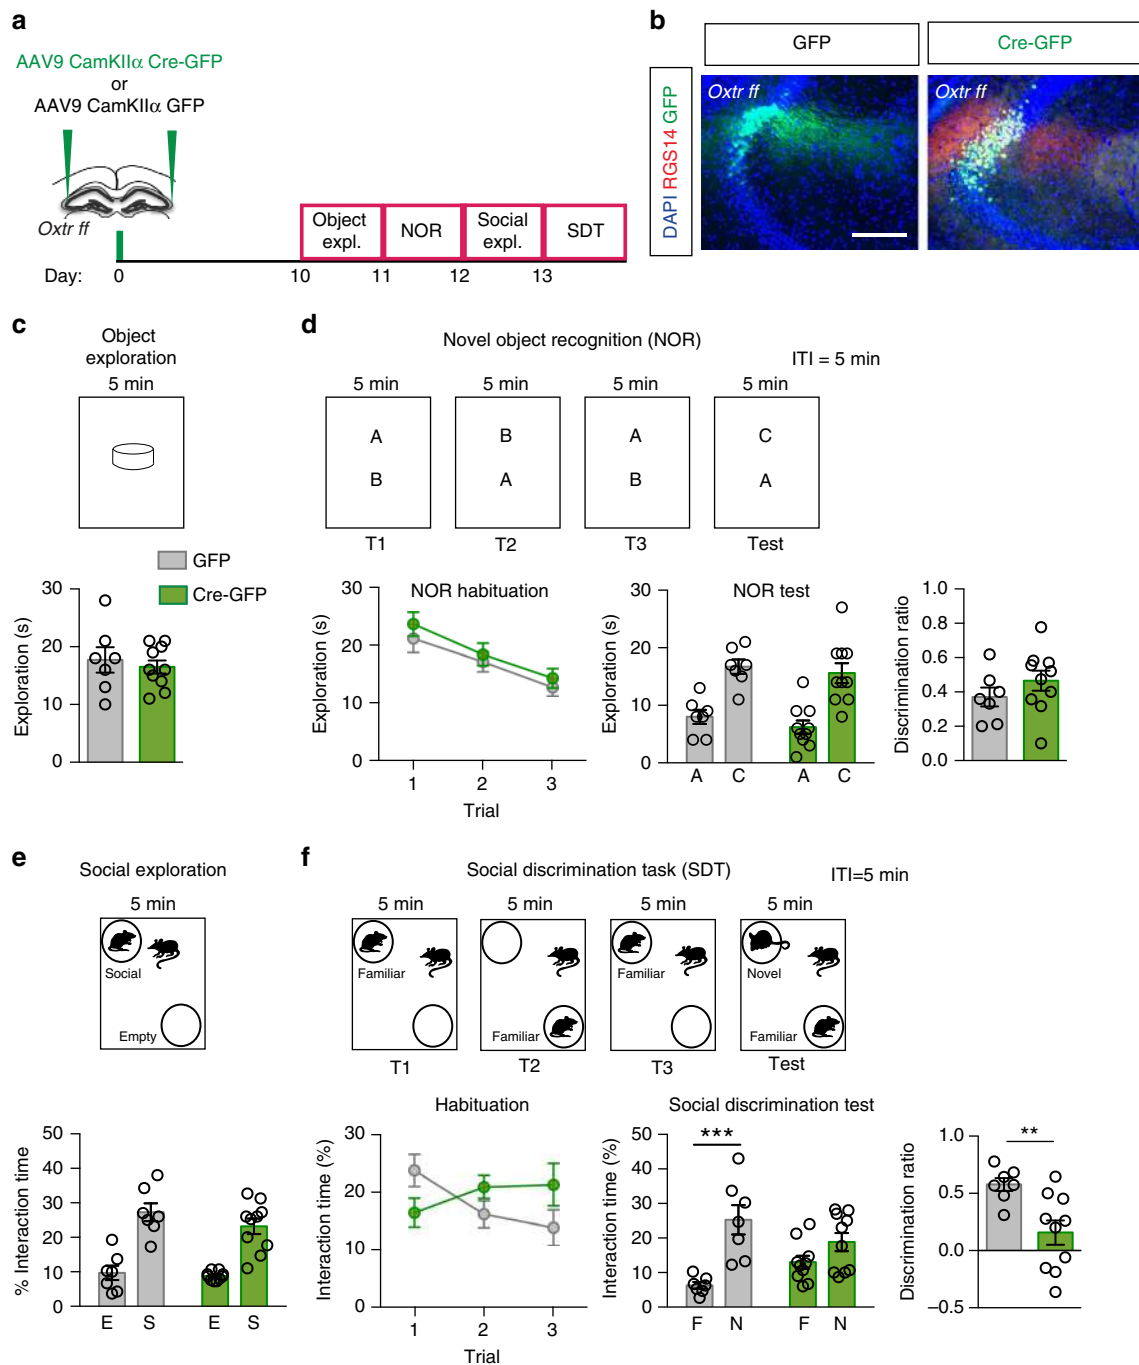 a
AAV9 CamKIIα Cre-GFP
or
AAV9 CamKIIα GFP
Oxtr ff
Object expl.
NOR
Social expl.
SDT
Day: 0 10 11 12 13
b
GFP
Cre-GFP
DAPI RGS14 GFP
Oxtr ff
Oxtr ff
c
Object
exploration
5 min
GFP
Cre-GFP
Exploration (s)
30
20
10
0
d
Novel object recognition (NOR)
ITI = 5 min
5 min 5 min 5 min 5 min
A B A C
B A B A
T1 T2 T3 Test
NOR habituation
Exploration (s)
30
20
10
0
1 2 3
Trial
NOR test
Exploration (s)
30
20
10
0
A C A C
Discrimination ratio
1.0
0.8
0.6
0.4
0.2
0.0
e
Social exploration
5 min
Social
Empty
% Interaction time
50
40
30
20
10
0
E S E S
f
Social discrimination task (SDT)
ITI=5 min
5 min 5 min 5 min 5 min
Familiar
Familiar
Familiar
Novel
Familiar
T1 T2 T3 Test
Habituation
Interaction time (%)
30
20
10
0
1 2 3
Trial
Social discrimination test
Interaction time (%)
50
40
30
20
10
0
***
F N F N
Discrimination ratio
1.0
0.5
0.0
−0.5
**